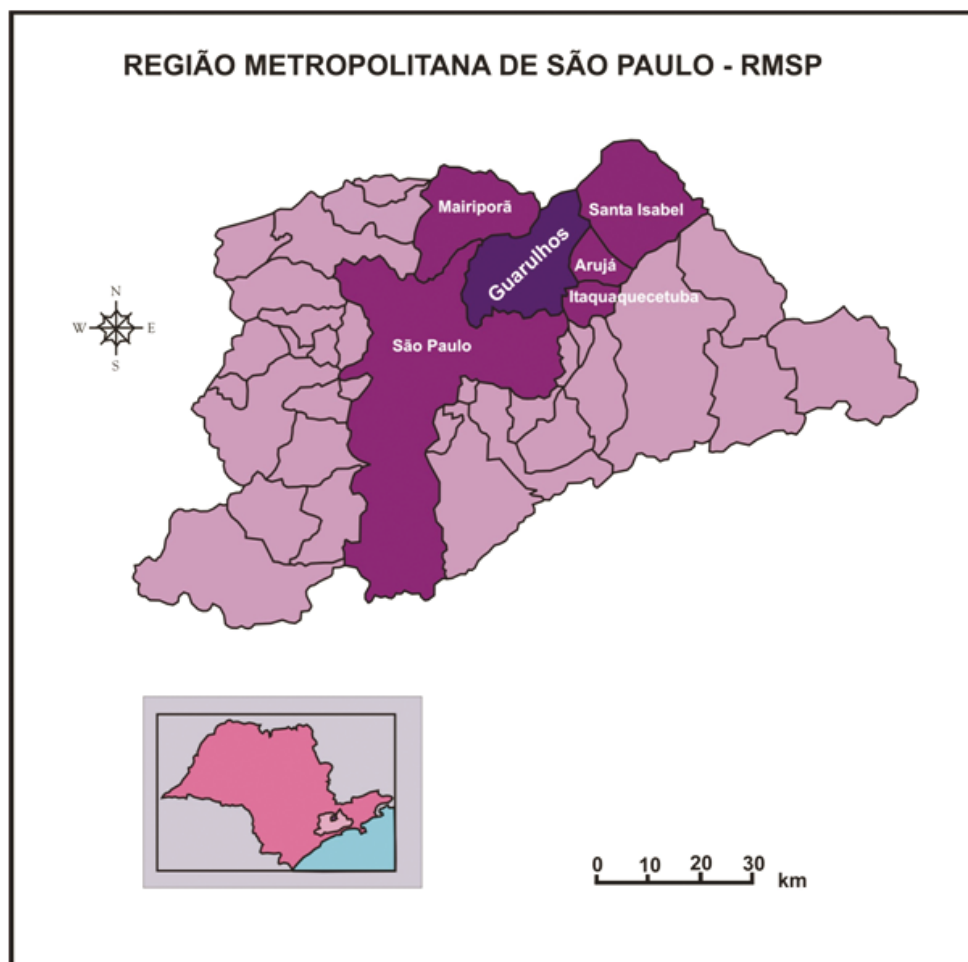 REGIÃO METROPOLITANA DE SÃO PAULO - RMSP
Mairiporã
Santa Isabel
Guarulhos
Arujá
Itaquaquecetuba
N
W E
S
São Paulo
0 10 20 30
km